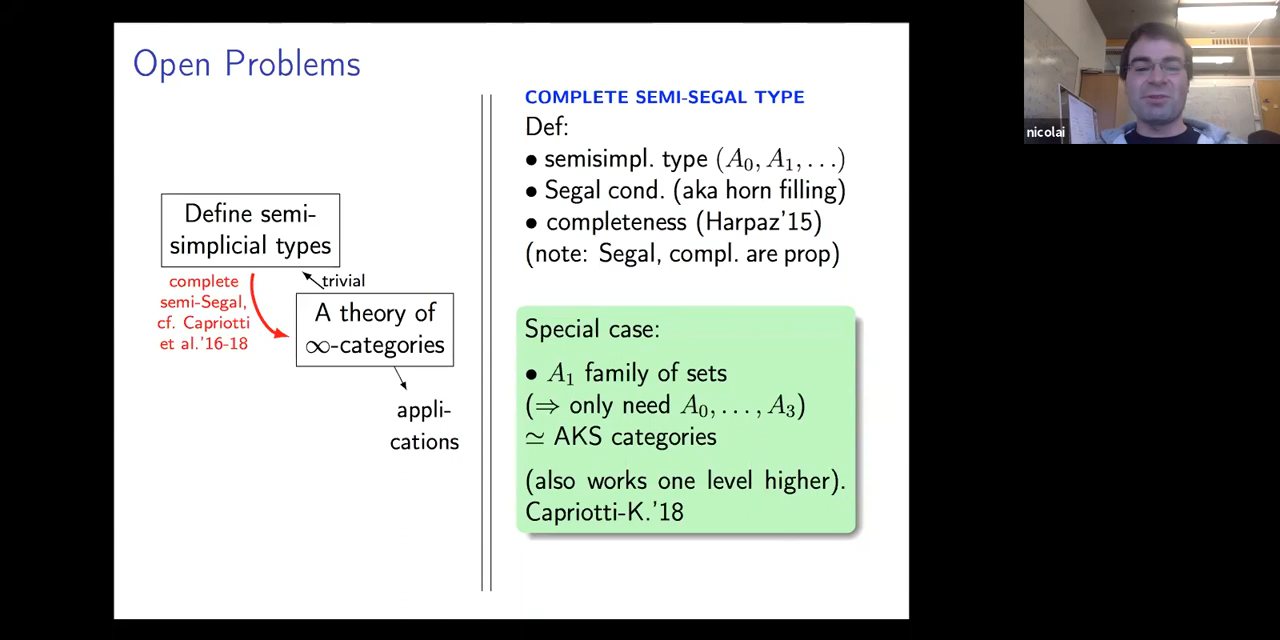 Open Problems
Define semi-
simplicial types
complete
semi-Segal,
cf. Capriotti
et al.'16-18
trivial
A theory of
∞-categories
appli-
cations
COMPLETE SEMI-SEGAL TYPE
Def:
• semisimpl. type (A₀, A₁, . . .)
• Segal cond. (aka horn filling)
• completeness (Harpaz'15)
(note: Segal, compl. are prop)
Special case:
• A₁ family of sets
(⇒ only need A₀, . . . , A₃)
≃ AKS categories
(also works one level higher).
Capriotti-K.'18
nicolai